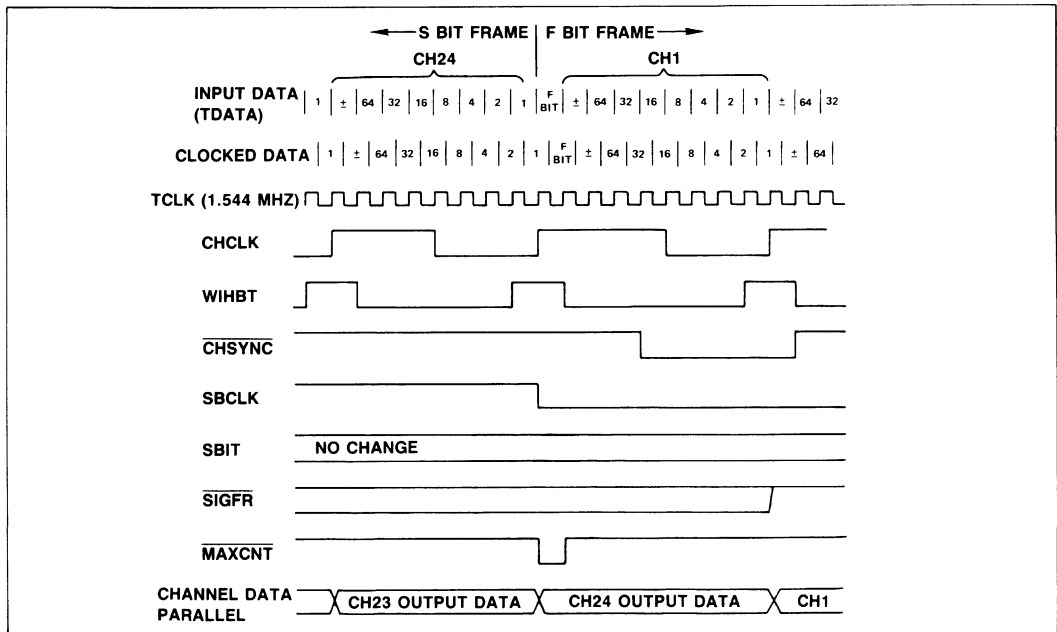 S BIT FRAME F BIT FRAME
CH24 CH1
INPUT DATA (TDATA) 1 ± 64 32 16 8 4 2 1 F BIT ± 64 32 16 8 4 2 1 ± 64 32
CLOCKED DATA 1 ± 64 32 16 8 4 2 1 F BIT ± 64 32 16 8 4 2 1 ± 64
TCLK (1.544 MHZ)
CHCLK
WIHBT
CHSYNC
SBCLK
SBIT NO CHANGE
SIGFR
MAXCNT
CHANNEL DATA PARALLEL CH23 OUTPUT DATA CH24 OUTPUT DATA CH1